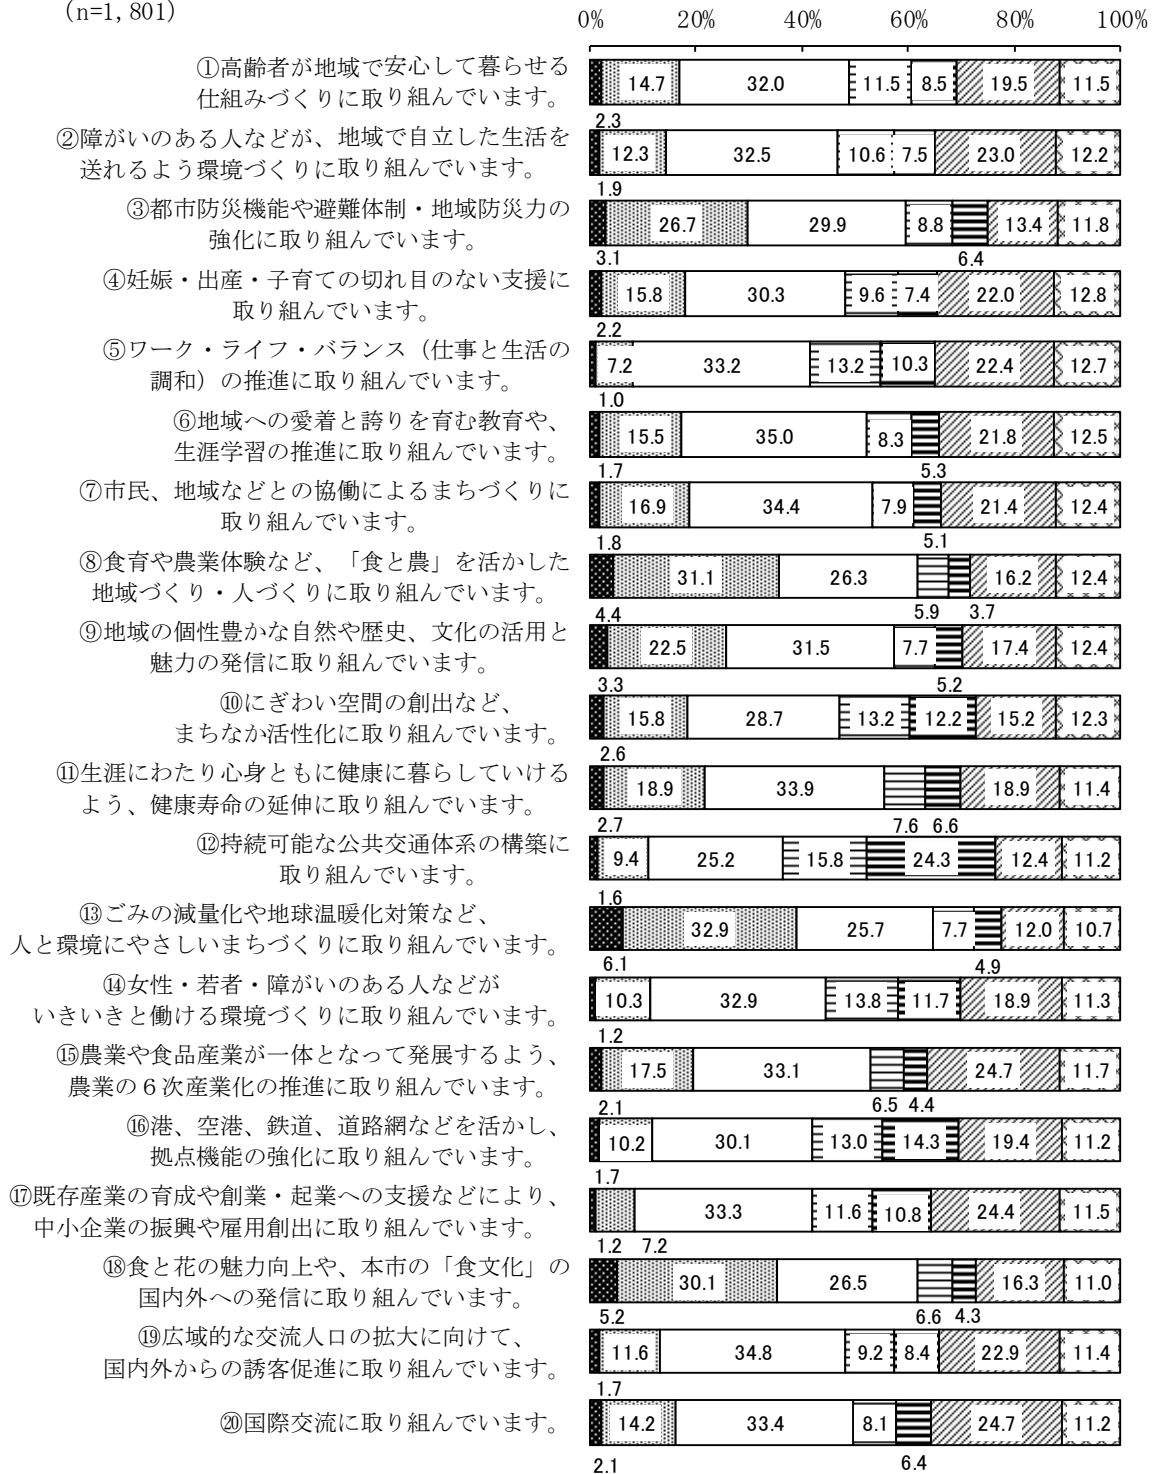 (n=1,801)
0% 20% 40% 60% 80% 100%
①高齢者が地域で安心して暮らせる
仕組みづくりに取り組んでいます。
14.7 32.0 11.5 8.5 19.5 11.5
2.3
②障がいのある人などが、地域で自立した生活を
送れるよう環境づくりに取り組んでいます。
12.3 32.5 10.6 7.5 23.0 12.2
1.9
③都市防災機能や避難体制・地域防災力の
強化に取り組んでいます。
26.7 29.9 8.8 13.4 11.8
3.1 6.4
④妊娠・出産・子育ての切れ目のない支援に
取り組んでいます。
15.8 30.3 9.6 7.4 22.0 12.8
2.2
⑤ワーク・ライフ・バランス（仕事と生活の
調和）の推進に取り組んでいます。
7.2 33.2 13.2 10.3 22.4 12.7
1.0
⑥地域への愛着と誇りを育む教育や、
生涯学習の推進に取り組んでいます。
15.5 35.0 8.3 21.8 12.5
1.7 5.3
⑦市民、地域などとの協働によるまちづくりに
取り組んでいます。
16.9 34.4 7.9 21.4 12.4
1.8 5.1
⑧食育や農業体験など、「食と農」を活かした
地域づくり・人づくりに取り組んでいます。
31.1 26.3 16.2 12.4
4.4 5.9 3.7
⑨地域の個性豊かな自然や歴史、文化の活用と
魅力の発信に取り組んでいます。
22.5 31.5 7.7 17.4 12.4
3.3 5.2
⑩にぎわい空間の創出など、
まちなか活性化に取り組んでいます。
15.8 28.7 13.2 12.2 15.2 12.3
2.6
⑪生涯にわたり心身ともに健康に暮らしていける
よう、健康寿命の延伸に取り組んでいます。
18.9 33.9 18.9 11.4
2.7 7.6 6.6
⑫持続可能な公共交通体系の構築に
取り組んでいます。
9.4 25.2 15.8 24.3 12.4 11.2
1.6
⑬ごみの減量化や地球温暖化対策など、
人と環境にやさしいまちづくりに取り組んでいます。
32.9 25.7 7.7 12.0 10.7
6.1 4.9
⑭女性・若者・障がいのある人などが
いきいきと働ける環境づくりに取り組んでいます。
10.3 32.9 13.8 11.7 18.9 11.3
1.2
⑮農業や食品産業が一体となって発展するよう、
農業の６次産業化の推進に取り組んでいます。
17.5 33.1 24.7 11.7
2.1 6.5 4.4
⑯港、空港、鉄道、道路網などを活かし、
拠点機能の強化に取り組んでいます。
10.2 30.1 13.0 14.3 19.4 11.2
1.7
⑰既存産業の育成や創業・起業への支援などにより、
中小企業の振興や雇用創出に取り組んでいます。
33.3 11.6 10.8 24.4 11.5
1.2 7.2
⑱食と花の魅力向上や、本市の「食文化」の
国内外への発信に取り組んでいます。
30.1 26.5 16.3 11.0
5.2 6.6 4.3
⑲広域的な交流人口の拡大に向けて、
国内外からの誘客促進に取り組んでいます。
11.6 34.8 9.2 8.4 22.9 11.4
1.7
⑳国際交流に取り組んでいます。
14.2 33.4 8.1 24.7 11.2
2.1 6.4